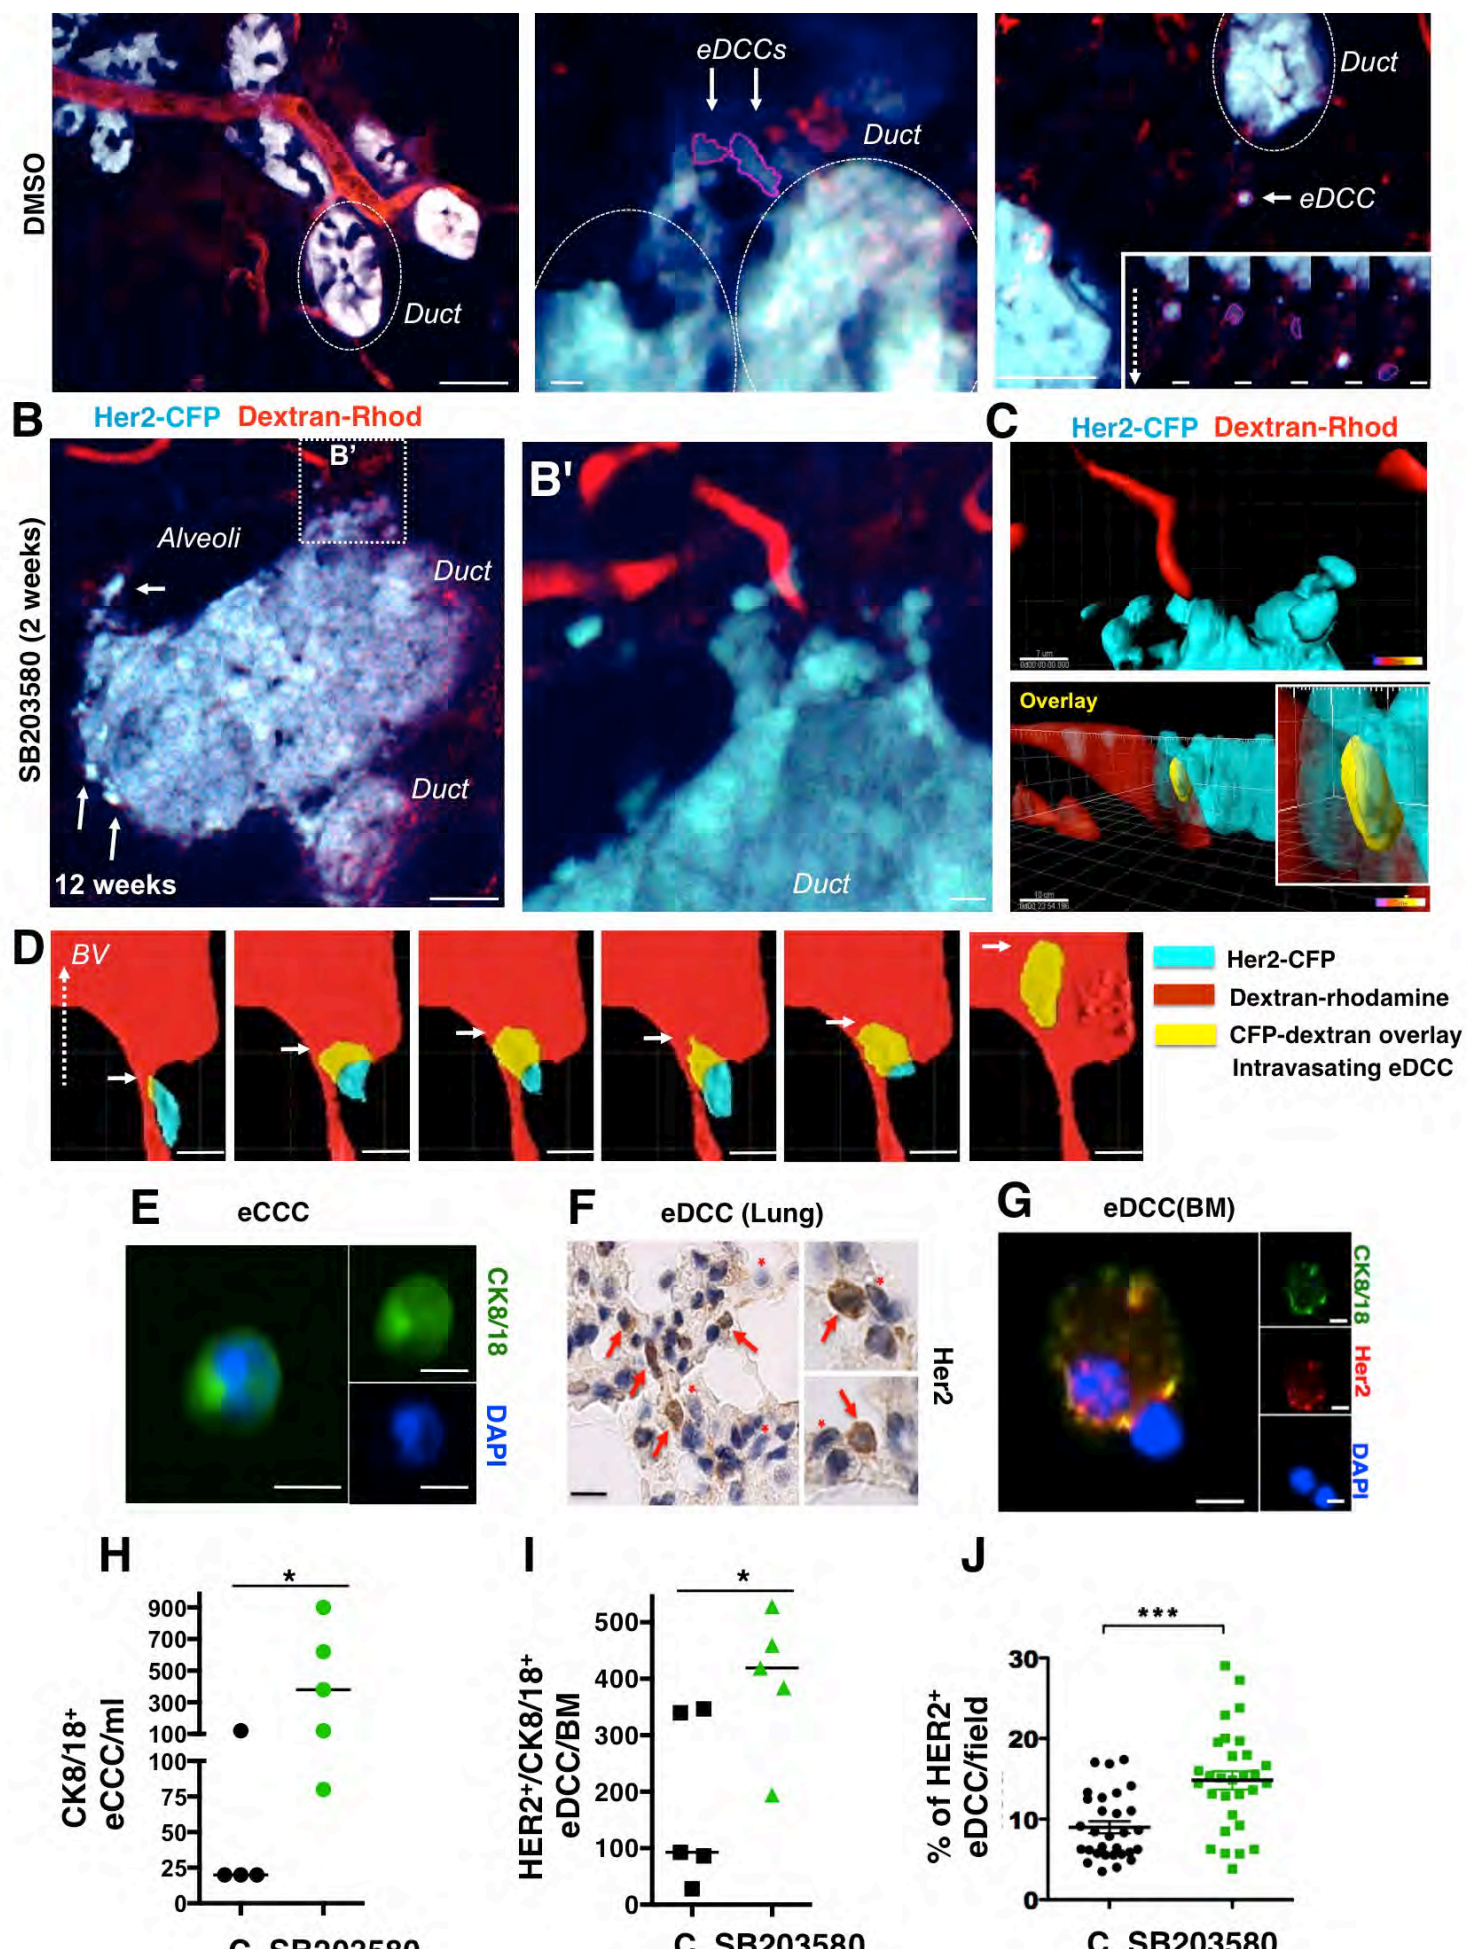 DMSO
eDCCs
Duct
Duct
Duct
eDCC
B
Her2-CFP Dextran-Rhod
C
Her2-CFP Dextran-Rhod
SB203580 (2 weeks)
B'
Alveoli
Duct
Duct
12 weeks
B'
Duct
7 um
Overlay
D
BV
Her2-CFP
Dextran-rhodamine
CFP-dextran overlay
Intravasating eDCC
E
eCCC
CK8/18
DAPI
F
eDCC (Lung)
* * * * *
Her2
G
eDCC(BM)
CK8/18
Her2
DAPI
H
*
CK8/18+
eCCC/ml
900
700
500
300
100
100
75
50
25
0
C SB203580
I
*
HER2+/CK8/18+
eDCC/BM
500
400
300
200
100
0
C SB203580
J
***
% of HER2+
eDCC/field
30
20
10
0
C SB203580